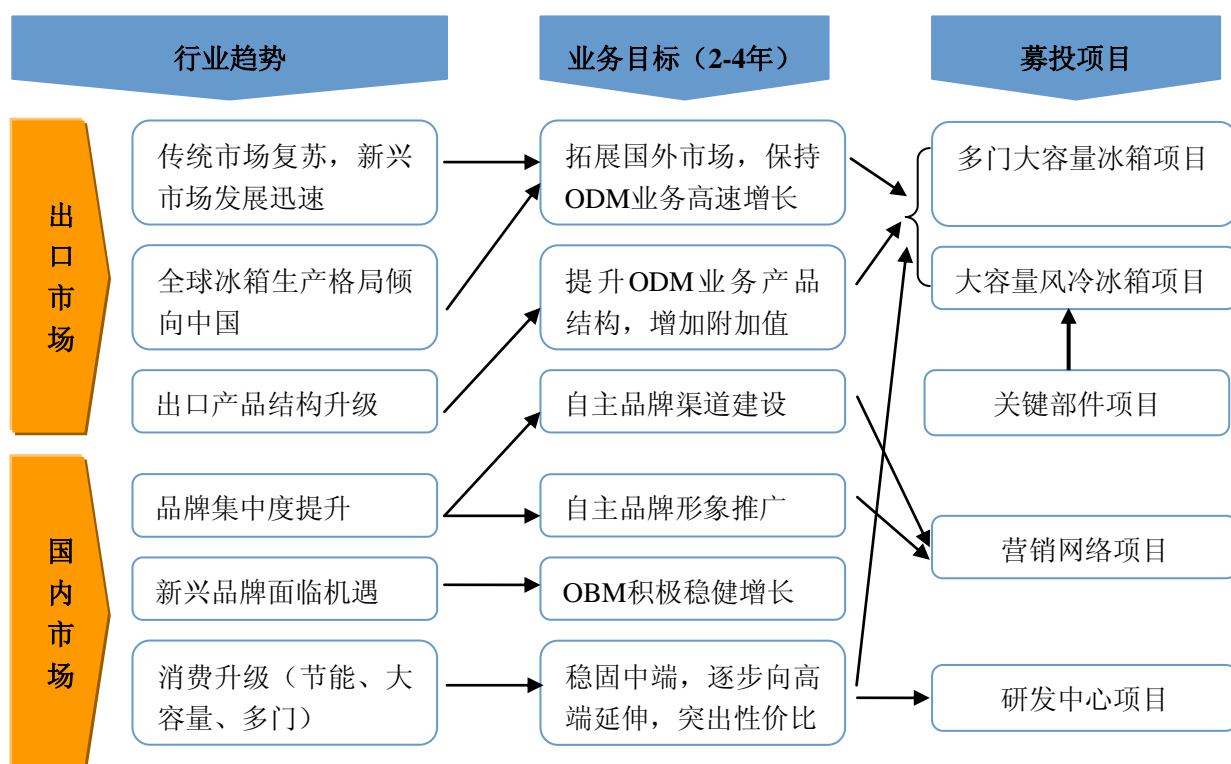 行业趋势
业务目标（2-4年）
募投项目
出口市场
传统市场复苏，新兴
市场发展迅速
拓展国外市场，保持
ODM业务高速增长
多门大容量冰箱项目
全球冰箱生产格局倾
向中国
提升ODM业务产品
结构，增加附加值
大容量风冷冰箱项目
出口产品结构升级
自主品牌渠道建设
关键部件项目
国内市场
品牌集中度提升
自主品牌形象推广
营销网络项目
新兴品牌面临机遇
OBM积极稳健增长
消费升级（节能、大
容量、多门）
稳固中端，逐步向高
端延伸，突出性价比
研发中心项目